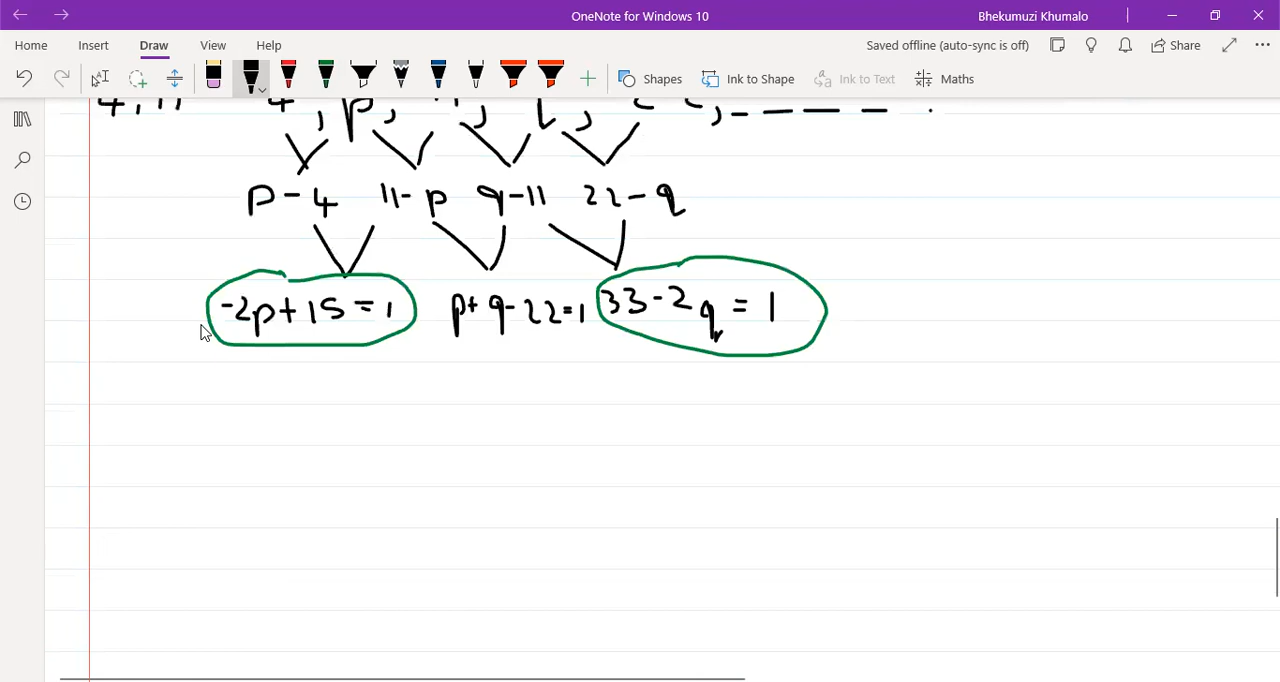 OneNote for Windows 10
Bhekumuzi Khumalo
Home Insert Draw View Help
Saved offline (auto-sync is off)
Share
Shapes
Ink to Shape
Ink to Text
Maths
p-4 11-p q-11 22-q
-2p+15=1 p+q-22=1 33-2q=1